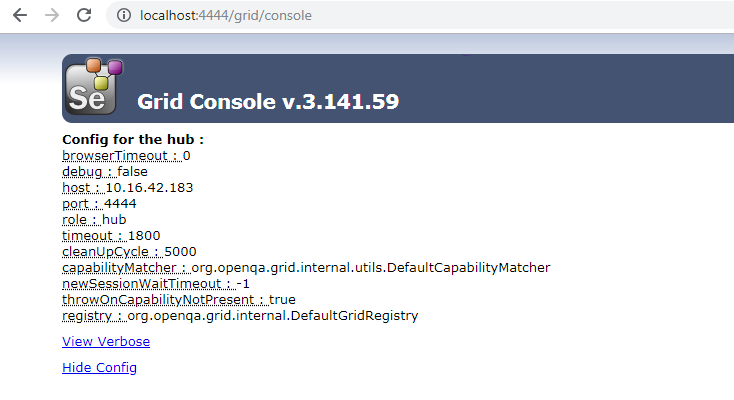 localhost:4444/grid/console
Se
Grid Console v.3.141.59
Config for the hub :
browserTimeout : 0
debug : false
host : 10.16.42.183
port : 4444
role : hub
timeout : 1800
cleanUpCycle : 5000
capabilityMatcher : org.openqa.grid.internal.utils.DefaultCapabilityMatcher
newSessionWaitTimeout : -1
throwOnCapabilityNotPresent : true
registry : org.openqa.grid.internal.DefaultGridRegistry
View Verbose
Hide Config